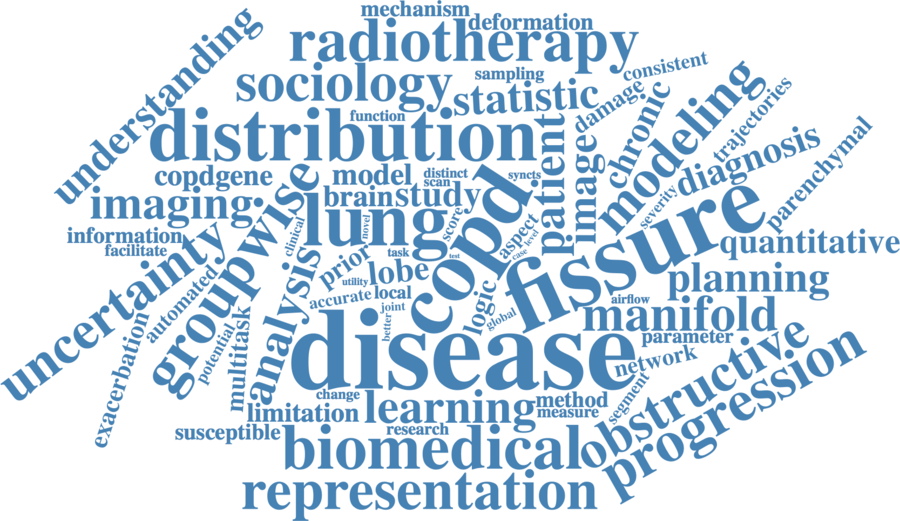 mechanism
deformation
radiotherapy
understanding
sociology
sampling
consistent
statistic
damage
function
distribution
chronic
modeling
trajectories
patient
image
copdgene
model
distinct
scan
syncts
diagnosis
parenchymal
imaging
brain
study
groupwise
lung
copd
severity
information
facilitate
clinical
novel
score
aspect
level
case
fissure
quantitative
uncertainty
prior
task
test
lobe
utility
analysis
automated
accurate
local
joint
logic
global
airflow
planning
manifold
exacerbation
potential
multitask
better
disease
parameter
network
change
limitation
learning
method
measure
segment
obstructive
progression
susceptible
research
biomedical
representation